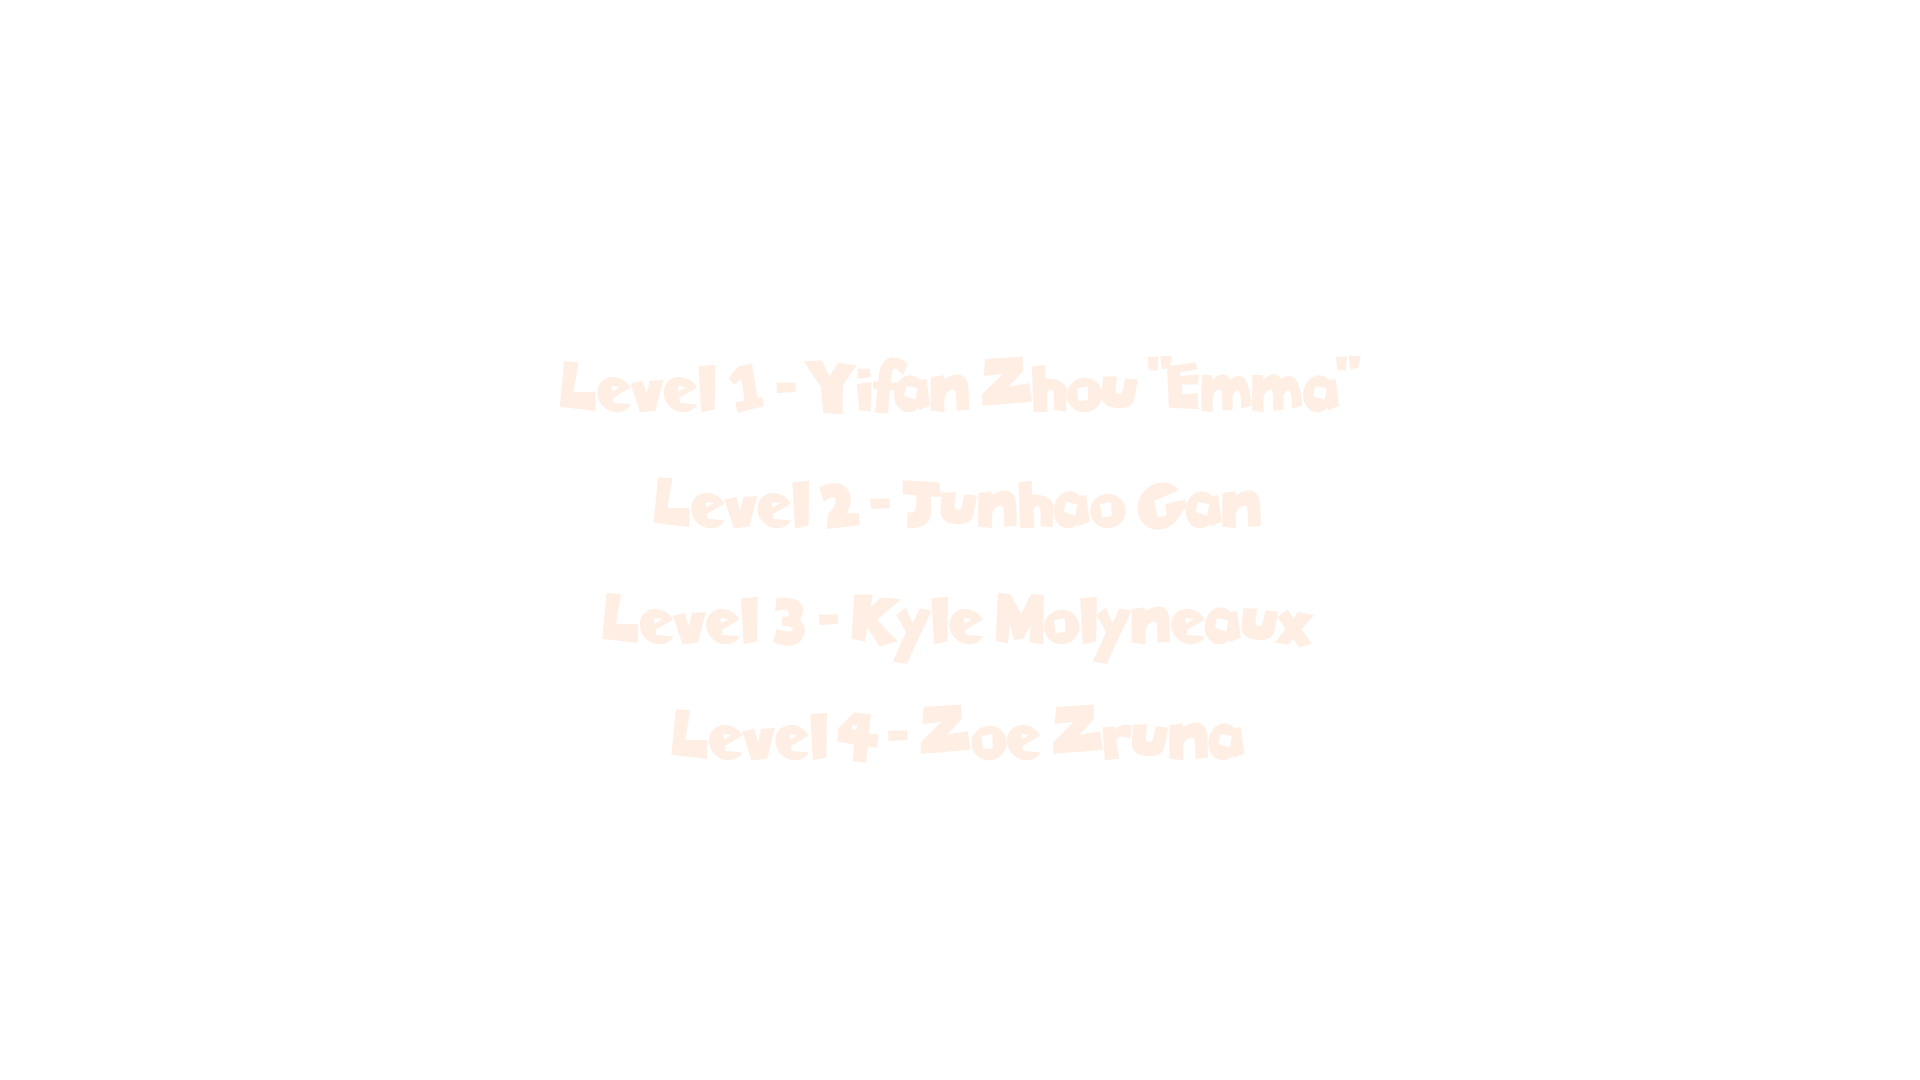 Level 1 - Yifan Zhou "Emma"
Level 2 - Junhao Gan
Level 3 - Kyle Molyneaux
Level 4 - Zoe Zruna